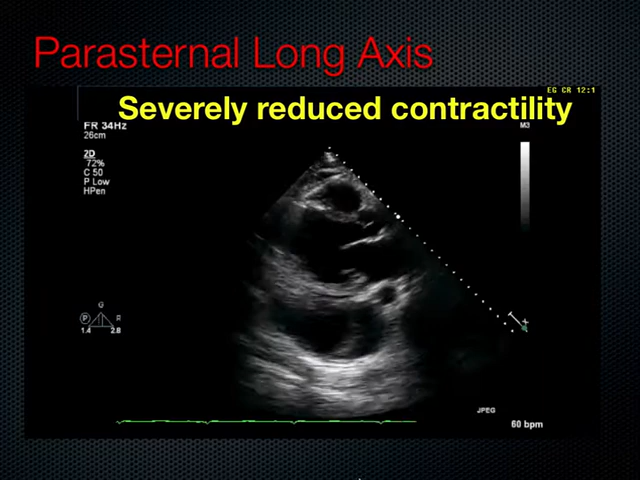 Parasternal Long Axis
EG CR 12:1
Severely reduced contractility
FR 34Hz
26cm
M3
2D
72%
C 50
P Low
HPen
G
P R
1.4 2.8
JPEG
60 bpm